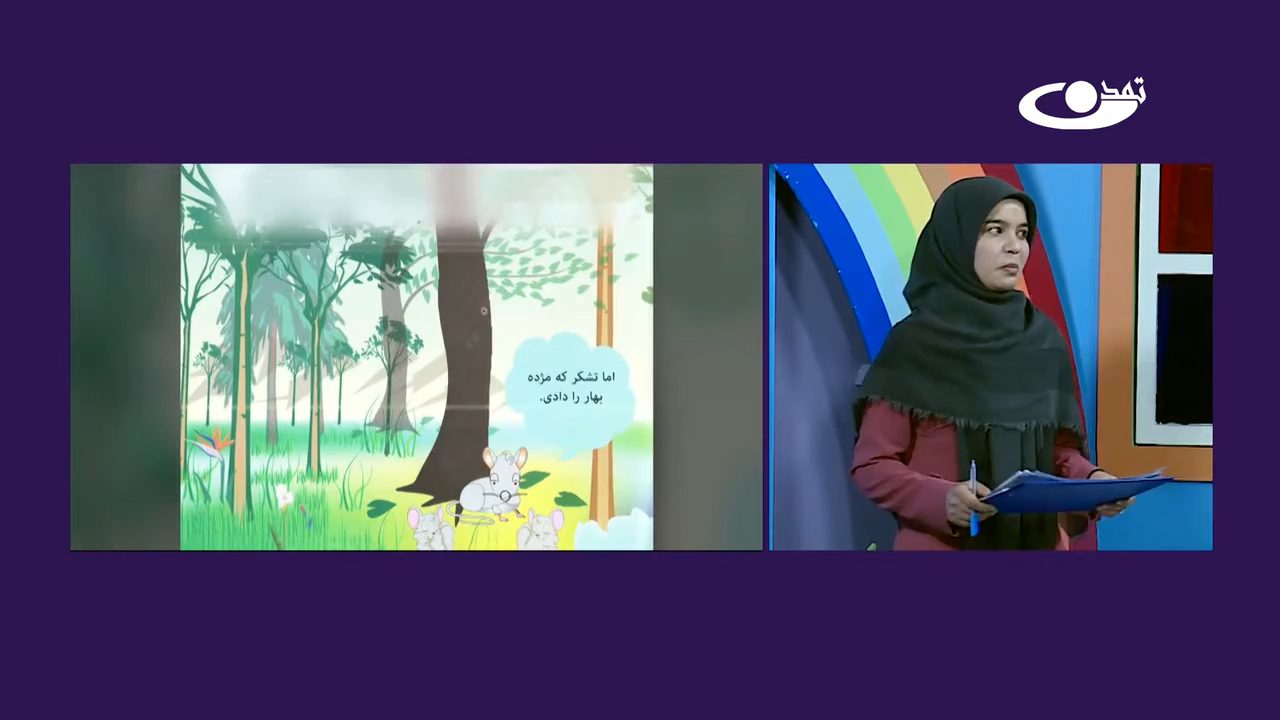 تمدن
اما تشکر که مژده
بهار را دادی.